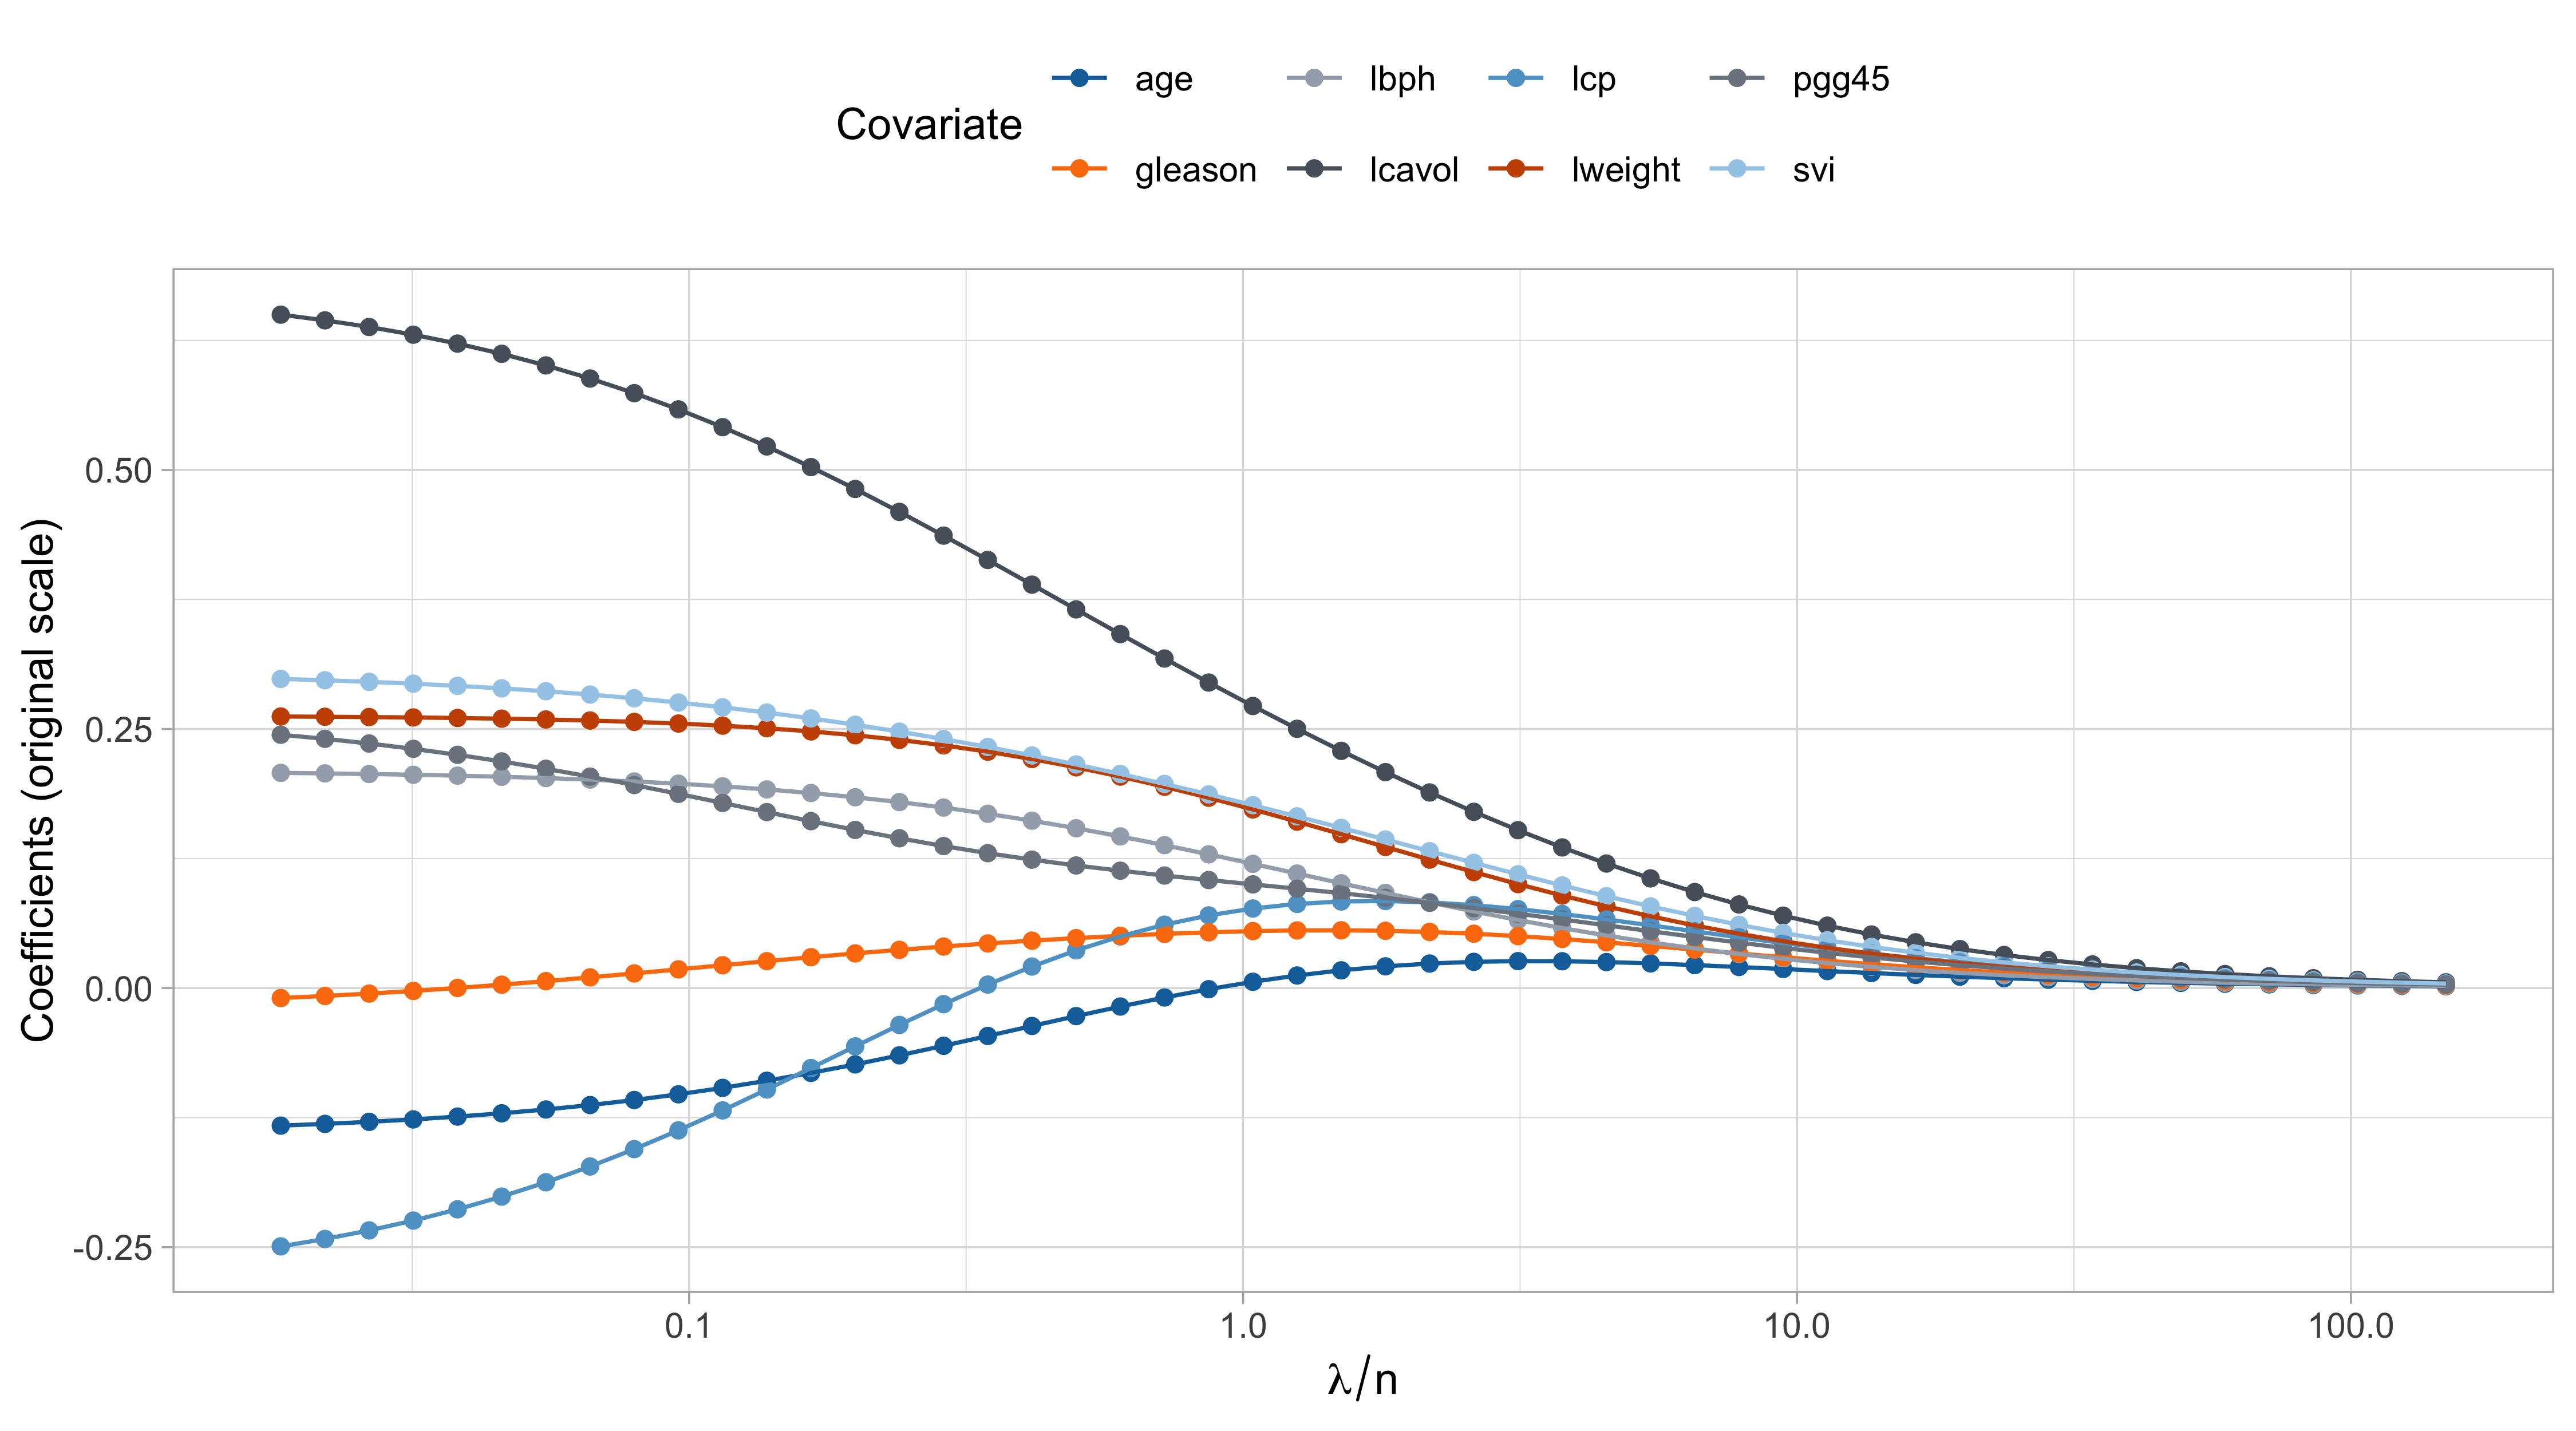 Covariate
age lbph lcp pgg45
gleason lcavol lweight svi
Coefficients (original scale)
0.50
0.25
0.00
-0.25
0.1 1.0 10.0 100.0
λ/n